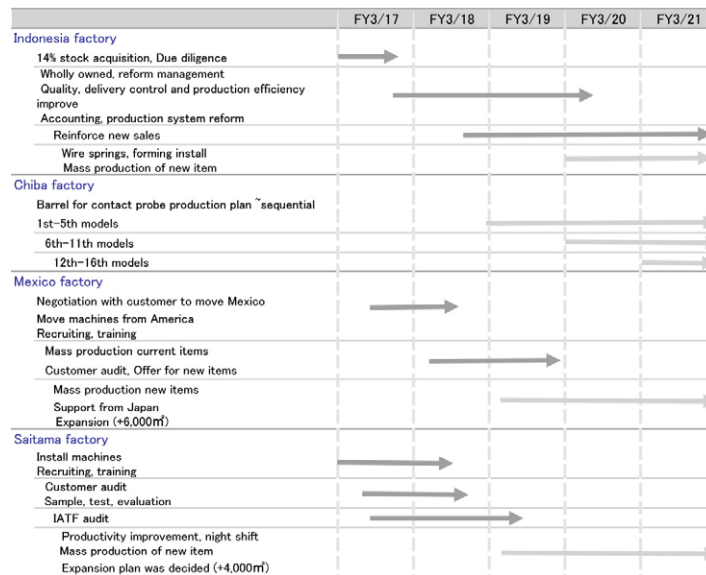 FY3/17 FY3/18 FY3/19 FY3/20 FY3/21
Indonesia factory
14% stock acquisition, Due diligence
Wholly owned, reform management
Quality, delivery control and production efficiency
improve
Accounting, production system reform
Reinforce new sales
Wire springs, forming install
Mass production of new item
Chiba factory
Barrel for contact probe production plan ~sequential
1st-5th models
6th-11th models
12th-16th models
Mexico factory
Negotiation with customer to move Mexico
Move machines from America
Recruiting, training
Mass production current items
Customer audit, Offer for new items
Mass production new items
Support from Japan
Expansion (+6,000㎡)
Saitama factory
Install machines
Recruiting, training
Customer audit
Sample, test, evaluation
IATF audit
Productivity improvement, night shift
Mass production of new item
Expansion plan was decided (+4,000㎡)